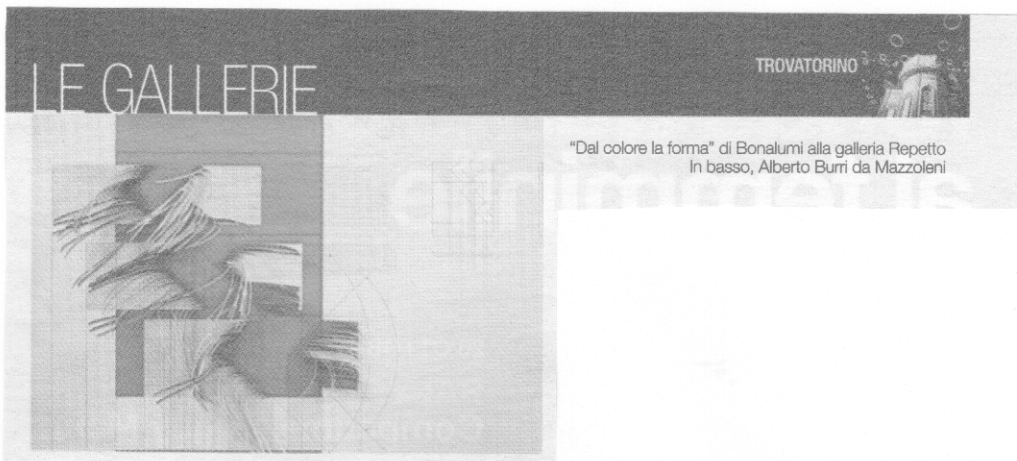 LE GALLERIE
TROVATORINO
"Dal colore la forma" di Bonalumi alla galleria Repetto
In basso, Alberto Burri da Mazzoleni